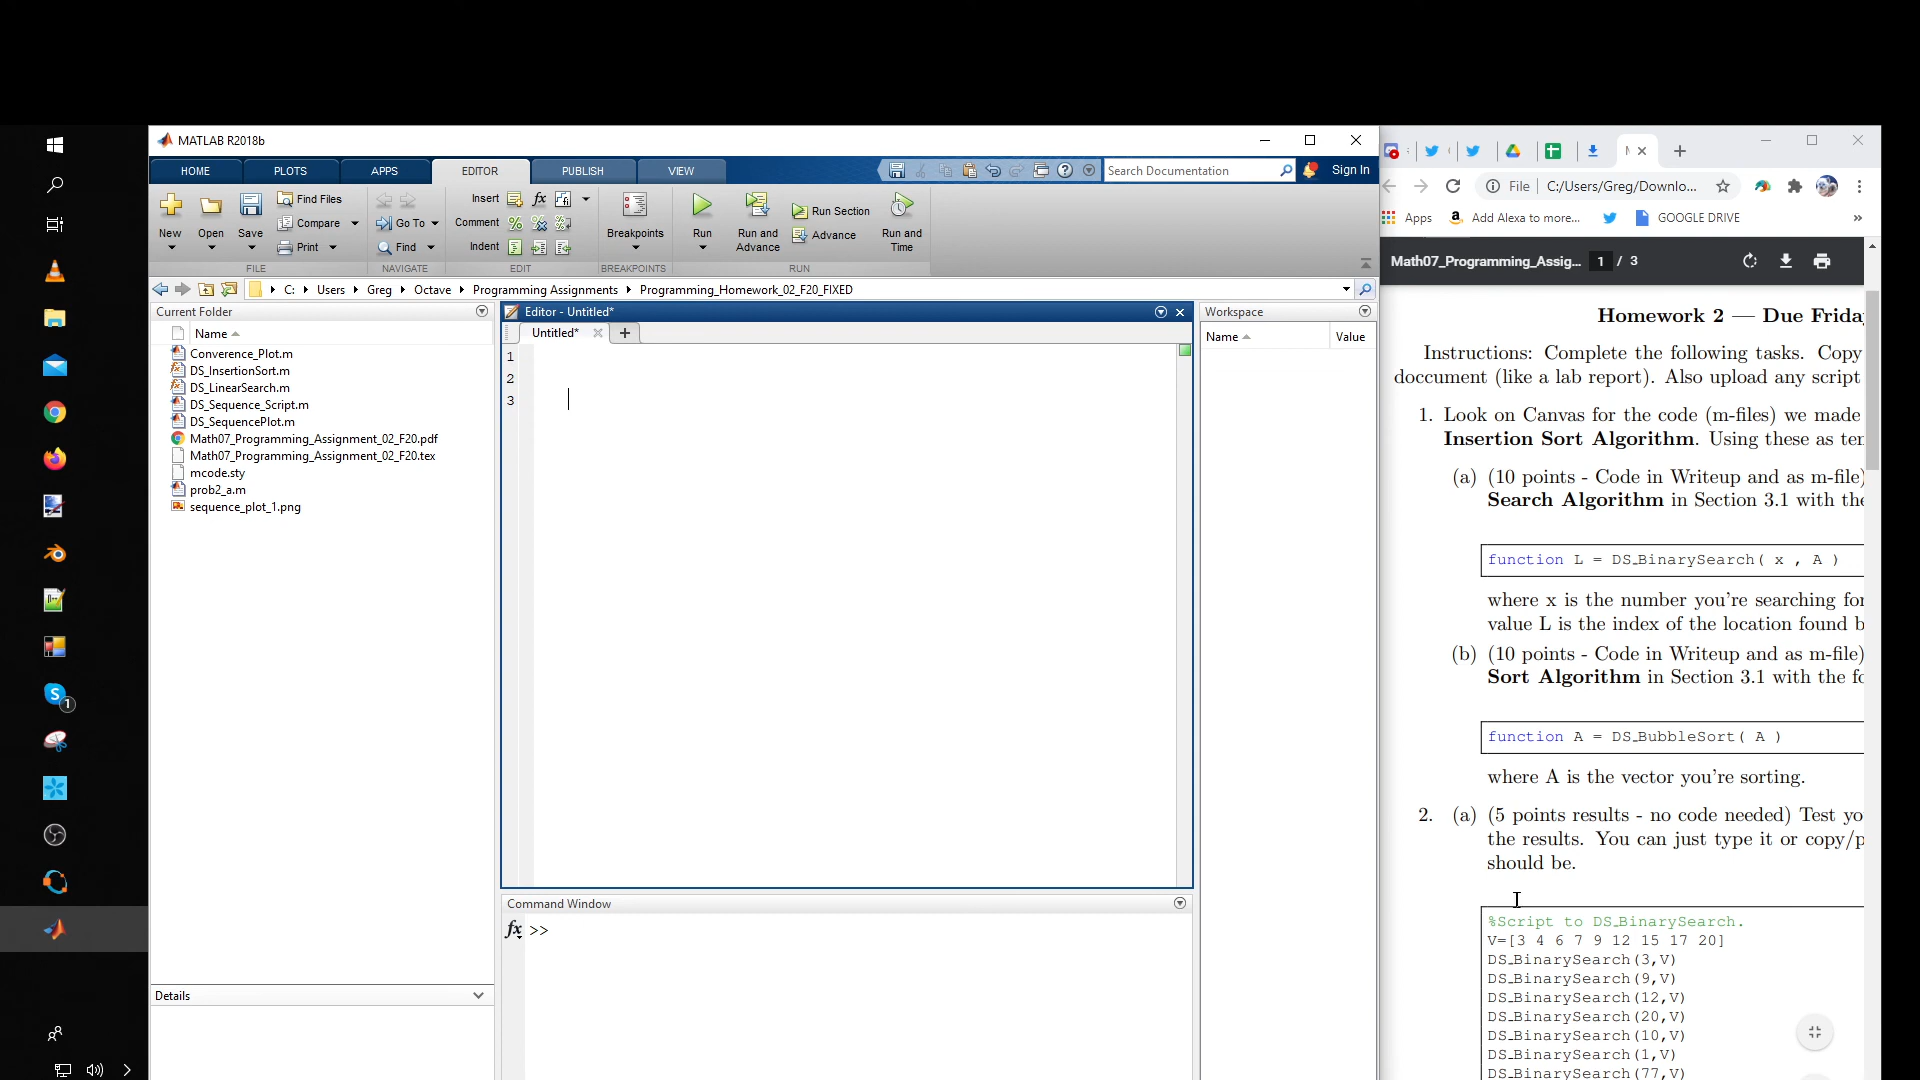 MATLAB R2018b
HOME
PLOTS
APPS
EDITOR
PUBLISH
VIEW
Search Documentation
Sign In
New
Open
Save
Find Files
Compare
Print
Go To
Find
Insert
Comment
Indent
fx
Breakpoints
Run
Run and Advance
Run Section
Advance
Run and Time
FILE
NAVIGATE
EDIT
BREAKPOINTS
RUN
C: Users Greg Octave Programming Assignments Programming_Homework_02_F20_FIXED
Current Folder
Name
Converence_Plot.m
DS_InsertionSort.m
DS_LinearSearch.m
DS_Sequence_Script.m
DS_SequencePlot.m
Math07_Programming_Assignment_02_F20.pdf
Math07_Programming_Assignment_02_F20.tex
mcode.sty
prob2_a.m
sequence_plot_1.png
Details
Editor - Untitled*
Untitled*
1
2
3
Command Window
fx >>
Workspace
Name Value
File C:/Users/Greg/Downlo...
Apps
Add Alexa to more...
GOOGLE DRIVE
»
Math07_Programming_Assig... 1 / 3
Homework 2 — Due Frida
Instructions: Complete the following tasks. Copy
doccument (like a lab report). Also upload any script
1. Look on Canvas for the code (m-files) we made
Insertion Sort Algorithm. Using these as
(a) (10 points - Code in Writeup and as m-file)
Search Algorithm in Section 3.1 with the
function L = DS_BinarySearch( x , A )
where x is the number you're searching for
value L is the index of the location found
(b) (10 points - Code in Writeup and as m-file)
Sort Algorithm in Section 3.1 with the
function A = DS_BubbleSort( A )
where A is the vector you're sorting.
2. (a) (5 points results - no code needed) Test yo
the results. You can just type it or copy/p
should be.
%Script to DS_BinarySearch.
V=[3 4 6 7 9 12 15 17 20]
DS_BinarySearch(3,V)
DS_BinarySearch(9,V)
DS_BinarySearch(12,V)
DS_BinarySearch(20,V)
DS_BinarySearch(10,V)
DS_BinarySearch(1,V)
DS_BinarySearch(77,V)
1